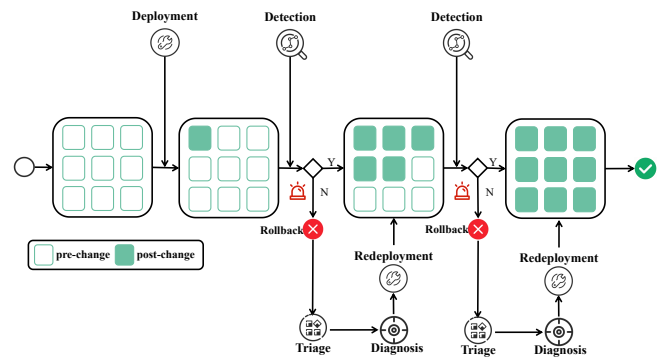 Deployment
Detection
Detection
Y
Y
N
N
Rollback
Rollback
pre-change
post-change
Redeployment
Redeployment
Triage
Diagnosis
Triage
Diagnosis